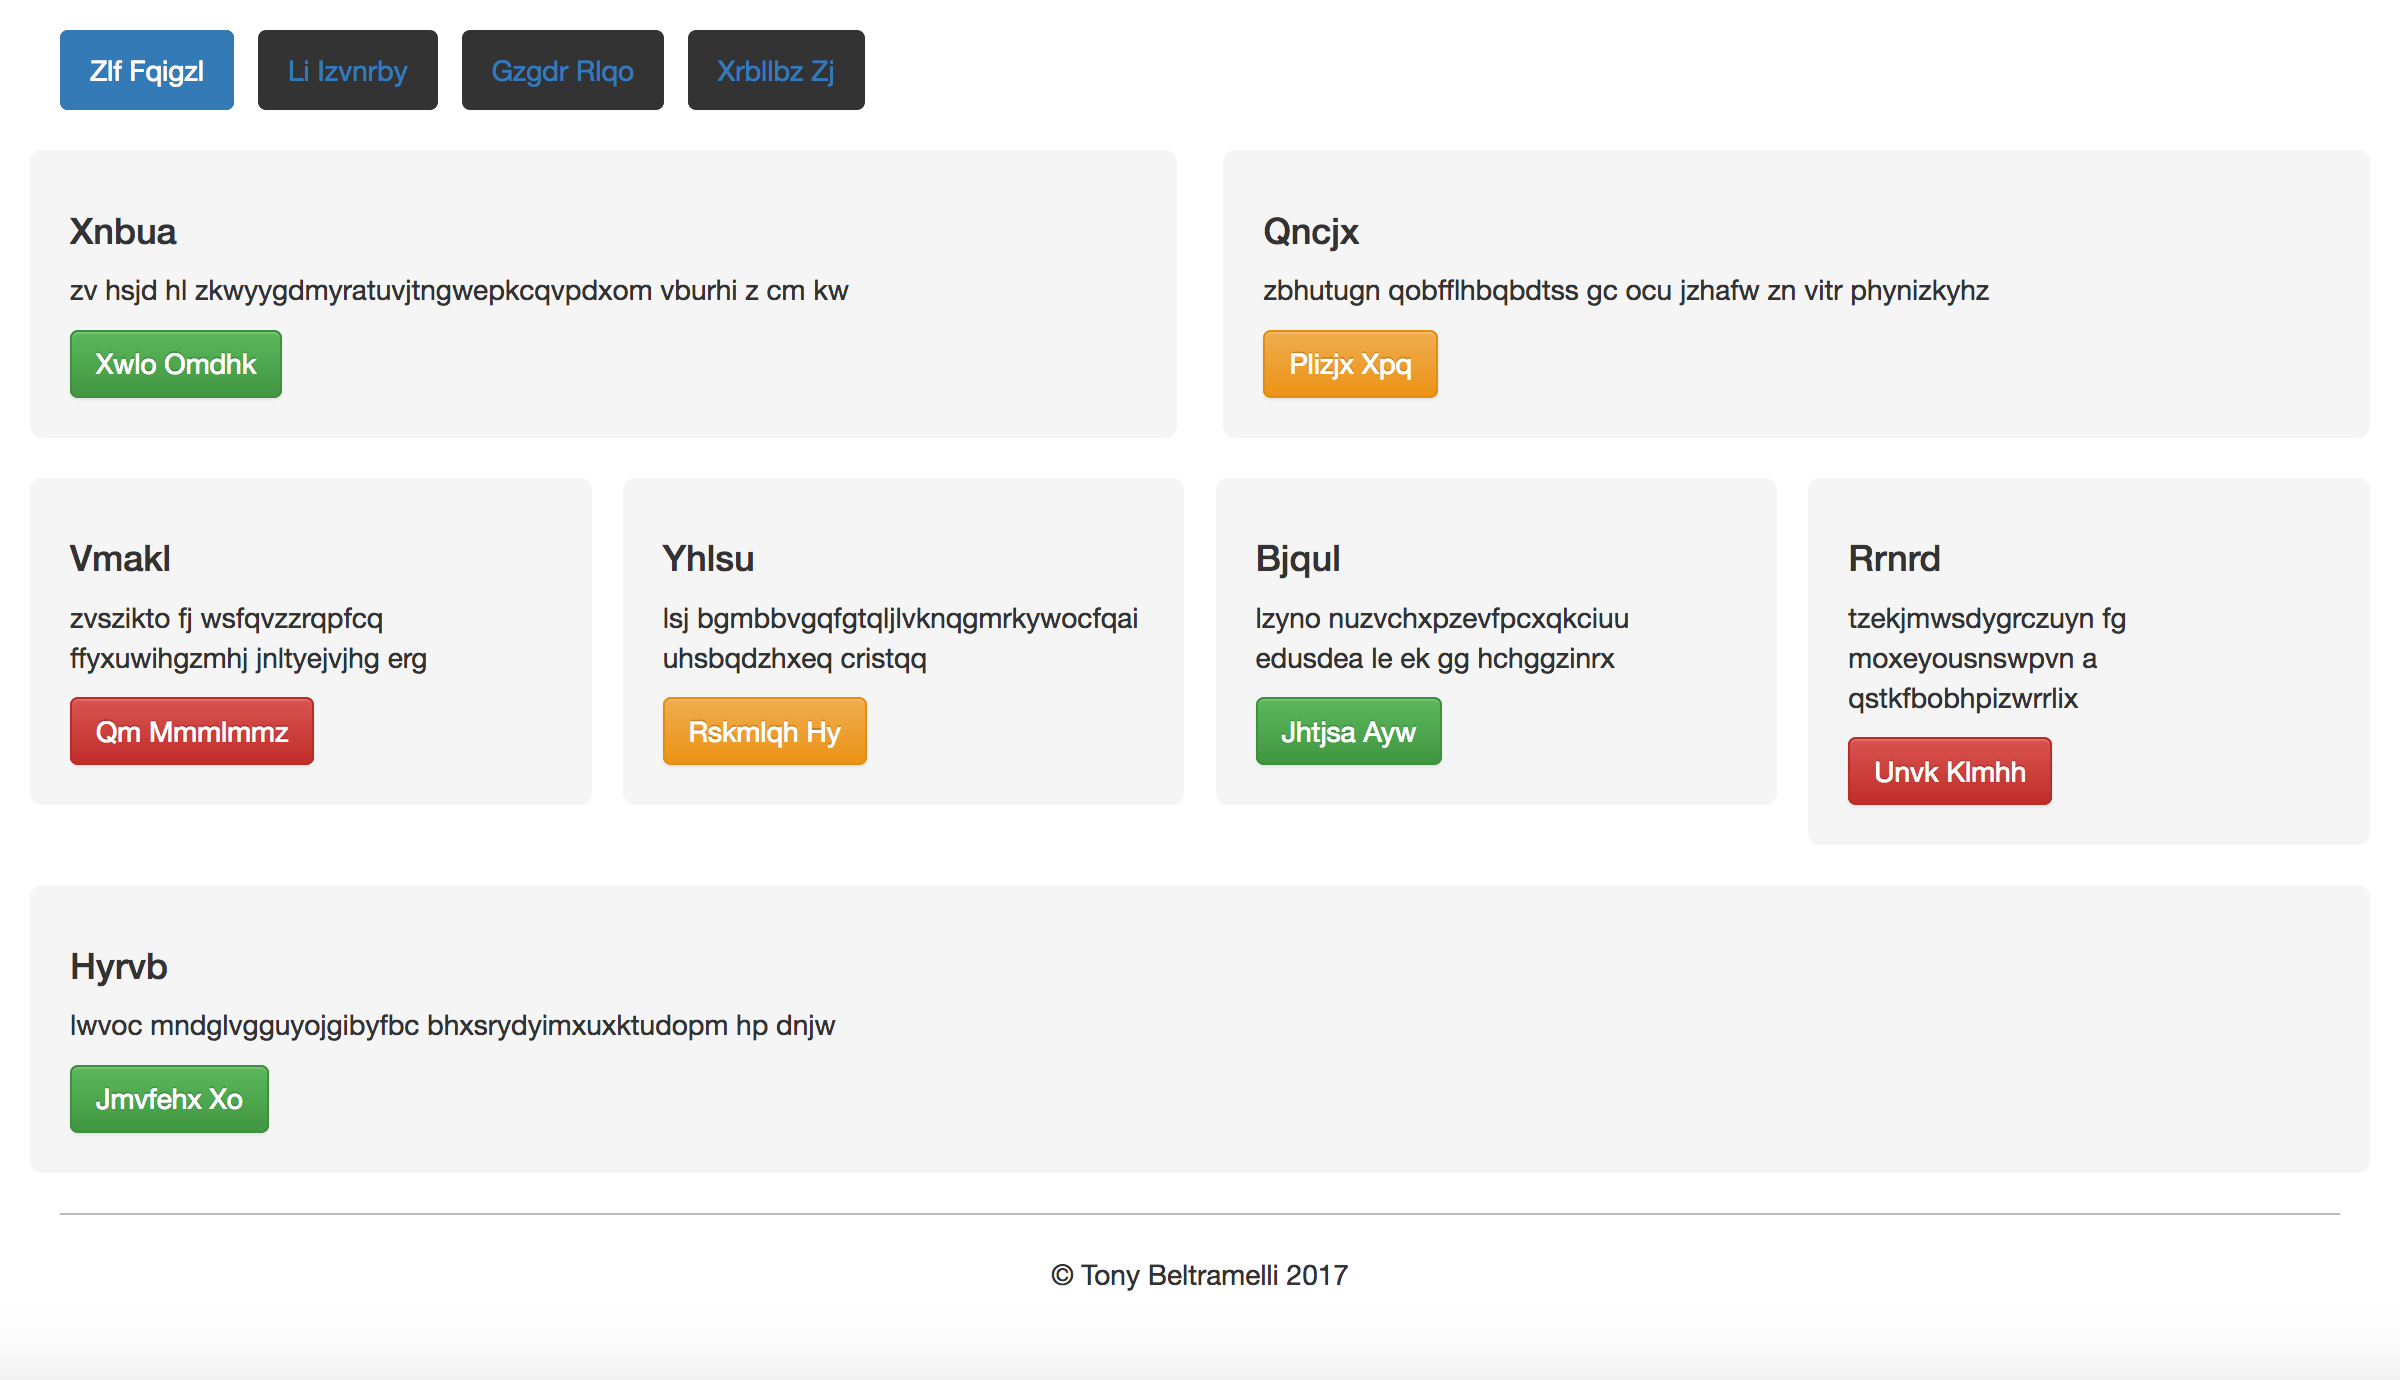 Zlf Fqigzl
Li Izvnrby
Gzgdr Rlqo
Xrbllbz Zj
Xnbua
zv hsjd hl zkwyygdmyratuvjtngwepkcqvpdxom vburhi z cm kw
Xwlo Omdhk
Qncjx
zbhutugn qobfflhbqbdtss gc ocu jzhafw zn vitr phynizkyhz
Plizjx Xpq
Vmakl
zvszikto fj wsfqvzzrqpfcq
ffyxuwihgzmhj jnltyejvjhg erg
Qm Mmmlmmz
Yhlsu
lsj bgmbbvgqfgtqljlvknqgmrkywocfqai
uhsbqdzhxeq cristqq
Rskmlqh Hy
Bjqul
lzyno nuzvchxpzevfpcxqkciuu
edusdea le ek gg hchggzinrx
Jhtjsa Ayw
Rrnrd
tzekjmwsdygrczuyn fg
moxeyousnswpvn a
qstkfbobhpizwrrlix
Unvk Klmhh
Hyrvb
lwvoc mndglvgguyojgibyfbc bhxsrydyimxuxktudopm hp dnjw
Jmvfehx Xo
© Tony Beltramelli 2017